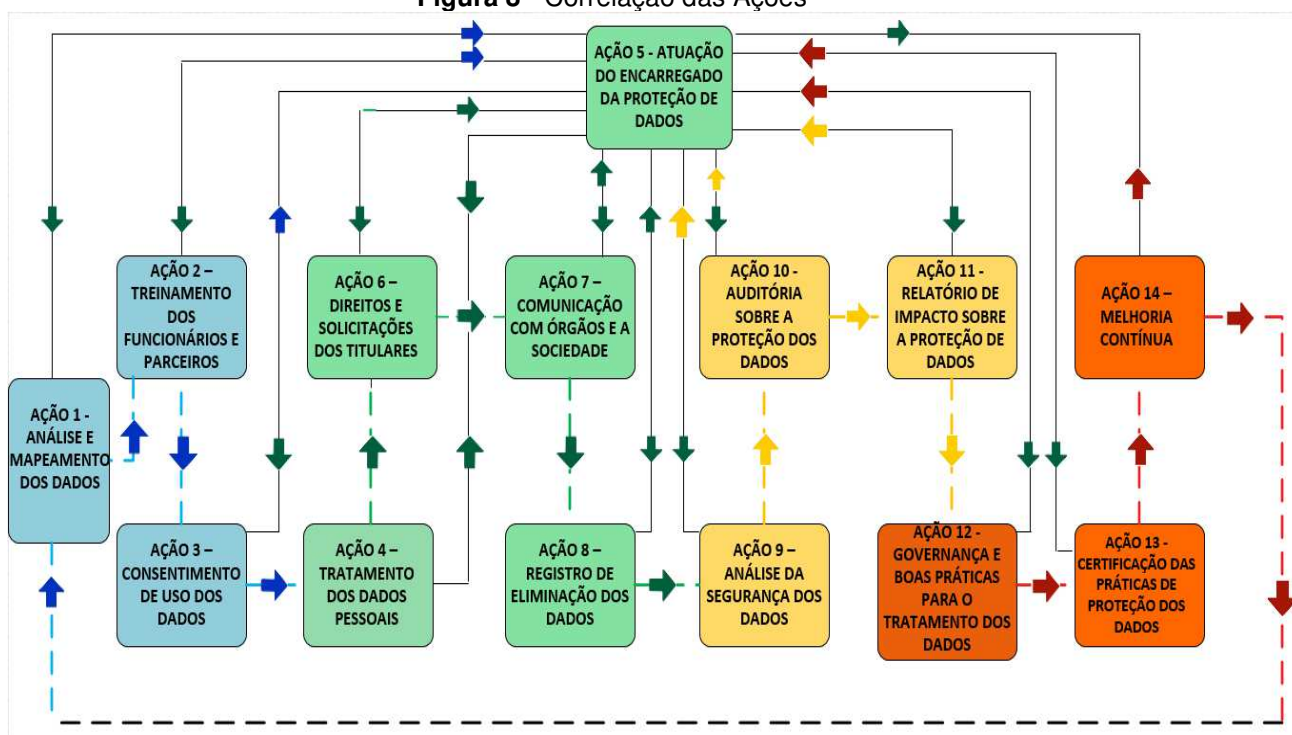 Figura 8 - Correlação das Ações
AÇÃO 5 - ATUAÇÃO
DO ENCARREGADO
DA PROTEÇÃO DE
DADOS
AÇÃO 2 –
TREINAMENTO
DOS
FUNCIONÁRIOS E
PARCEIROS
AÇÃO 6 –
DIREITOS E
SOLICITAÇÕES
DOS TITULARES
AÇÃO 7 –
COMUNICAÇÃO
COM ÓRGÃOS E A
SOCIEDADE
AÇÃO 10 -
AUDITÓRIA
SOBRE A
PROTEÇÃO DOS
DADOS
AÇÃO 11 -
RELATÓRIO DE
IMPACTO SOBRE
A PROTEÇÃO DE
DADOS
AÇÃO 14 –
MELHORIA
CONTÍNUA
AÇÃO 1 -
ANÁLISE E
MAPEAMENTO
DOS DADOS
AÇÃO 3 –
CONSENTIMENTO
DE USO DOS
DADOS
AÇÃO 4 –
TRATAMENTO
DOS DADOS
PESSOAIS
AÇÃO 8 –
REGISTRO DE
ELIMINAÇÃO DOS
DADOS
AÇÃO 9 –
ANÁLISE DA
SEGURANÇA DOS
DADOS
AÇÃO 12 -
GOVERNANÇA E
BOAS PRÁTICAS
PARA O
TRATAMENTO DOS
DADOS
AÇÃO 13 -
CERTIFICAÇÃO DAS
PRÁTICAS DE
PROTEÇÃO DOS
DADOS